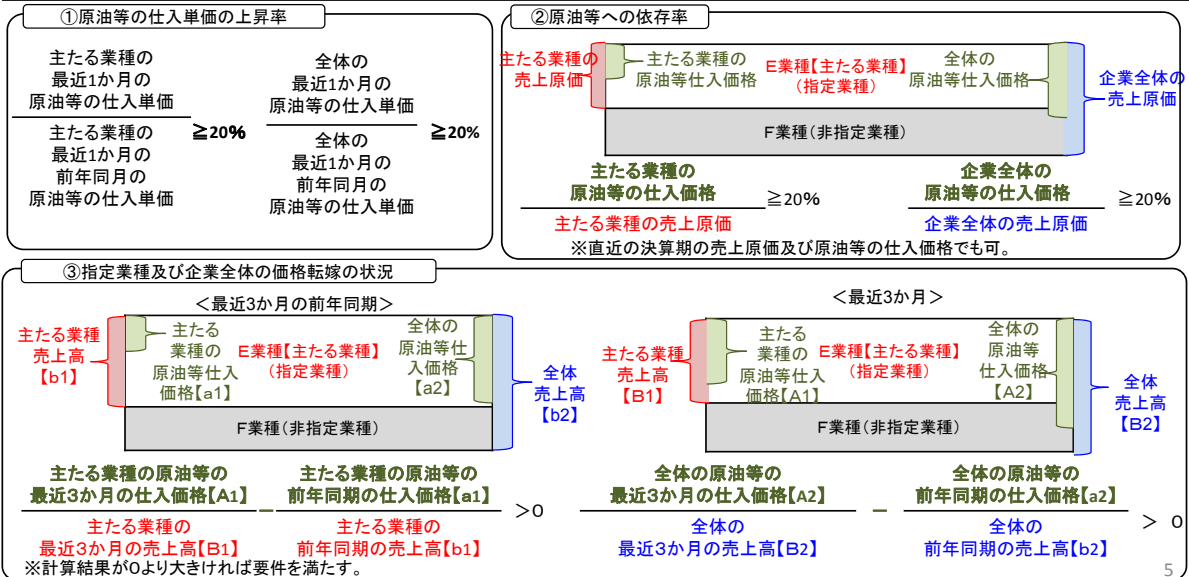 ①原油等の仕入単価の上昇率
主たる業種の
最近1か月の
原油等の仕入単価
主たる業種の
最近1か月の
前年同月の
原油等の仕入単価
≧20%
全体の
最近1か月の
原油等の仕入単価
全体の
最近1か月の
前年同月の
原油等の仕入単価
≧20%
②原油等への依存率
主たる業種の
売上原価
主たる業種の
原油等仕入価格
E業種【主たる業種】
(指定業種)
全体の
原油等仕入価格
企業全体の
売上原価
F業種(非指定業種)
主たる業種の
原油等の仕入価格
主たる業種の売上原価
≧20%
企業全体の
原油等の仕入価格
企業全体の売上原価
≧20%
※直近の決算期の売上原価及び原油等の仕入価格でも可。
③指定業種及び企業全体の価格転嫁の状況
<最近3か月の前年同期>
主たる業種
売上高
【b1】
主たる
業種の
原油等仕入
価格【a1】
E業種【主たる業種】
(指定業種)
全体の
原油等仕
入価格
【a2】
全体
売上高
【b2】
F業種(非指定業種)
<最近3か月>
主たる業種
売上高
【B1】
主たる
業種の
原油等仕入
価格【A1】
E業種【主たる業種】
(指定業種)
全体の
原油等
仕入価格
【A2】
全体
売上高
【B2】
F業種(非指定業種)
主たる業種の原油等の
最近3か月の仕入価格【A1】
主たる業種の
最近3か月の売上高【B1】
－
主たる業種の原油等の
前年同期の仕入価格【a1】
主たる業種の
前年同期の売上高【b1】
>0
全体の原油等の
最近3か月の仕入価格【A2】
全体の
最近3か月の売上高【B2】
－
全体の原油等の
前年同期の仕入価格【a2】
全体の
前年同期の売上高【b2】
> 0
※計算結果が0より大きければ要件を満たす。
5